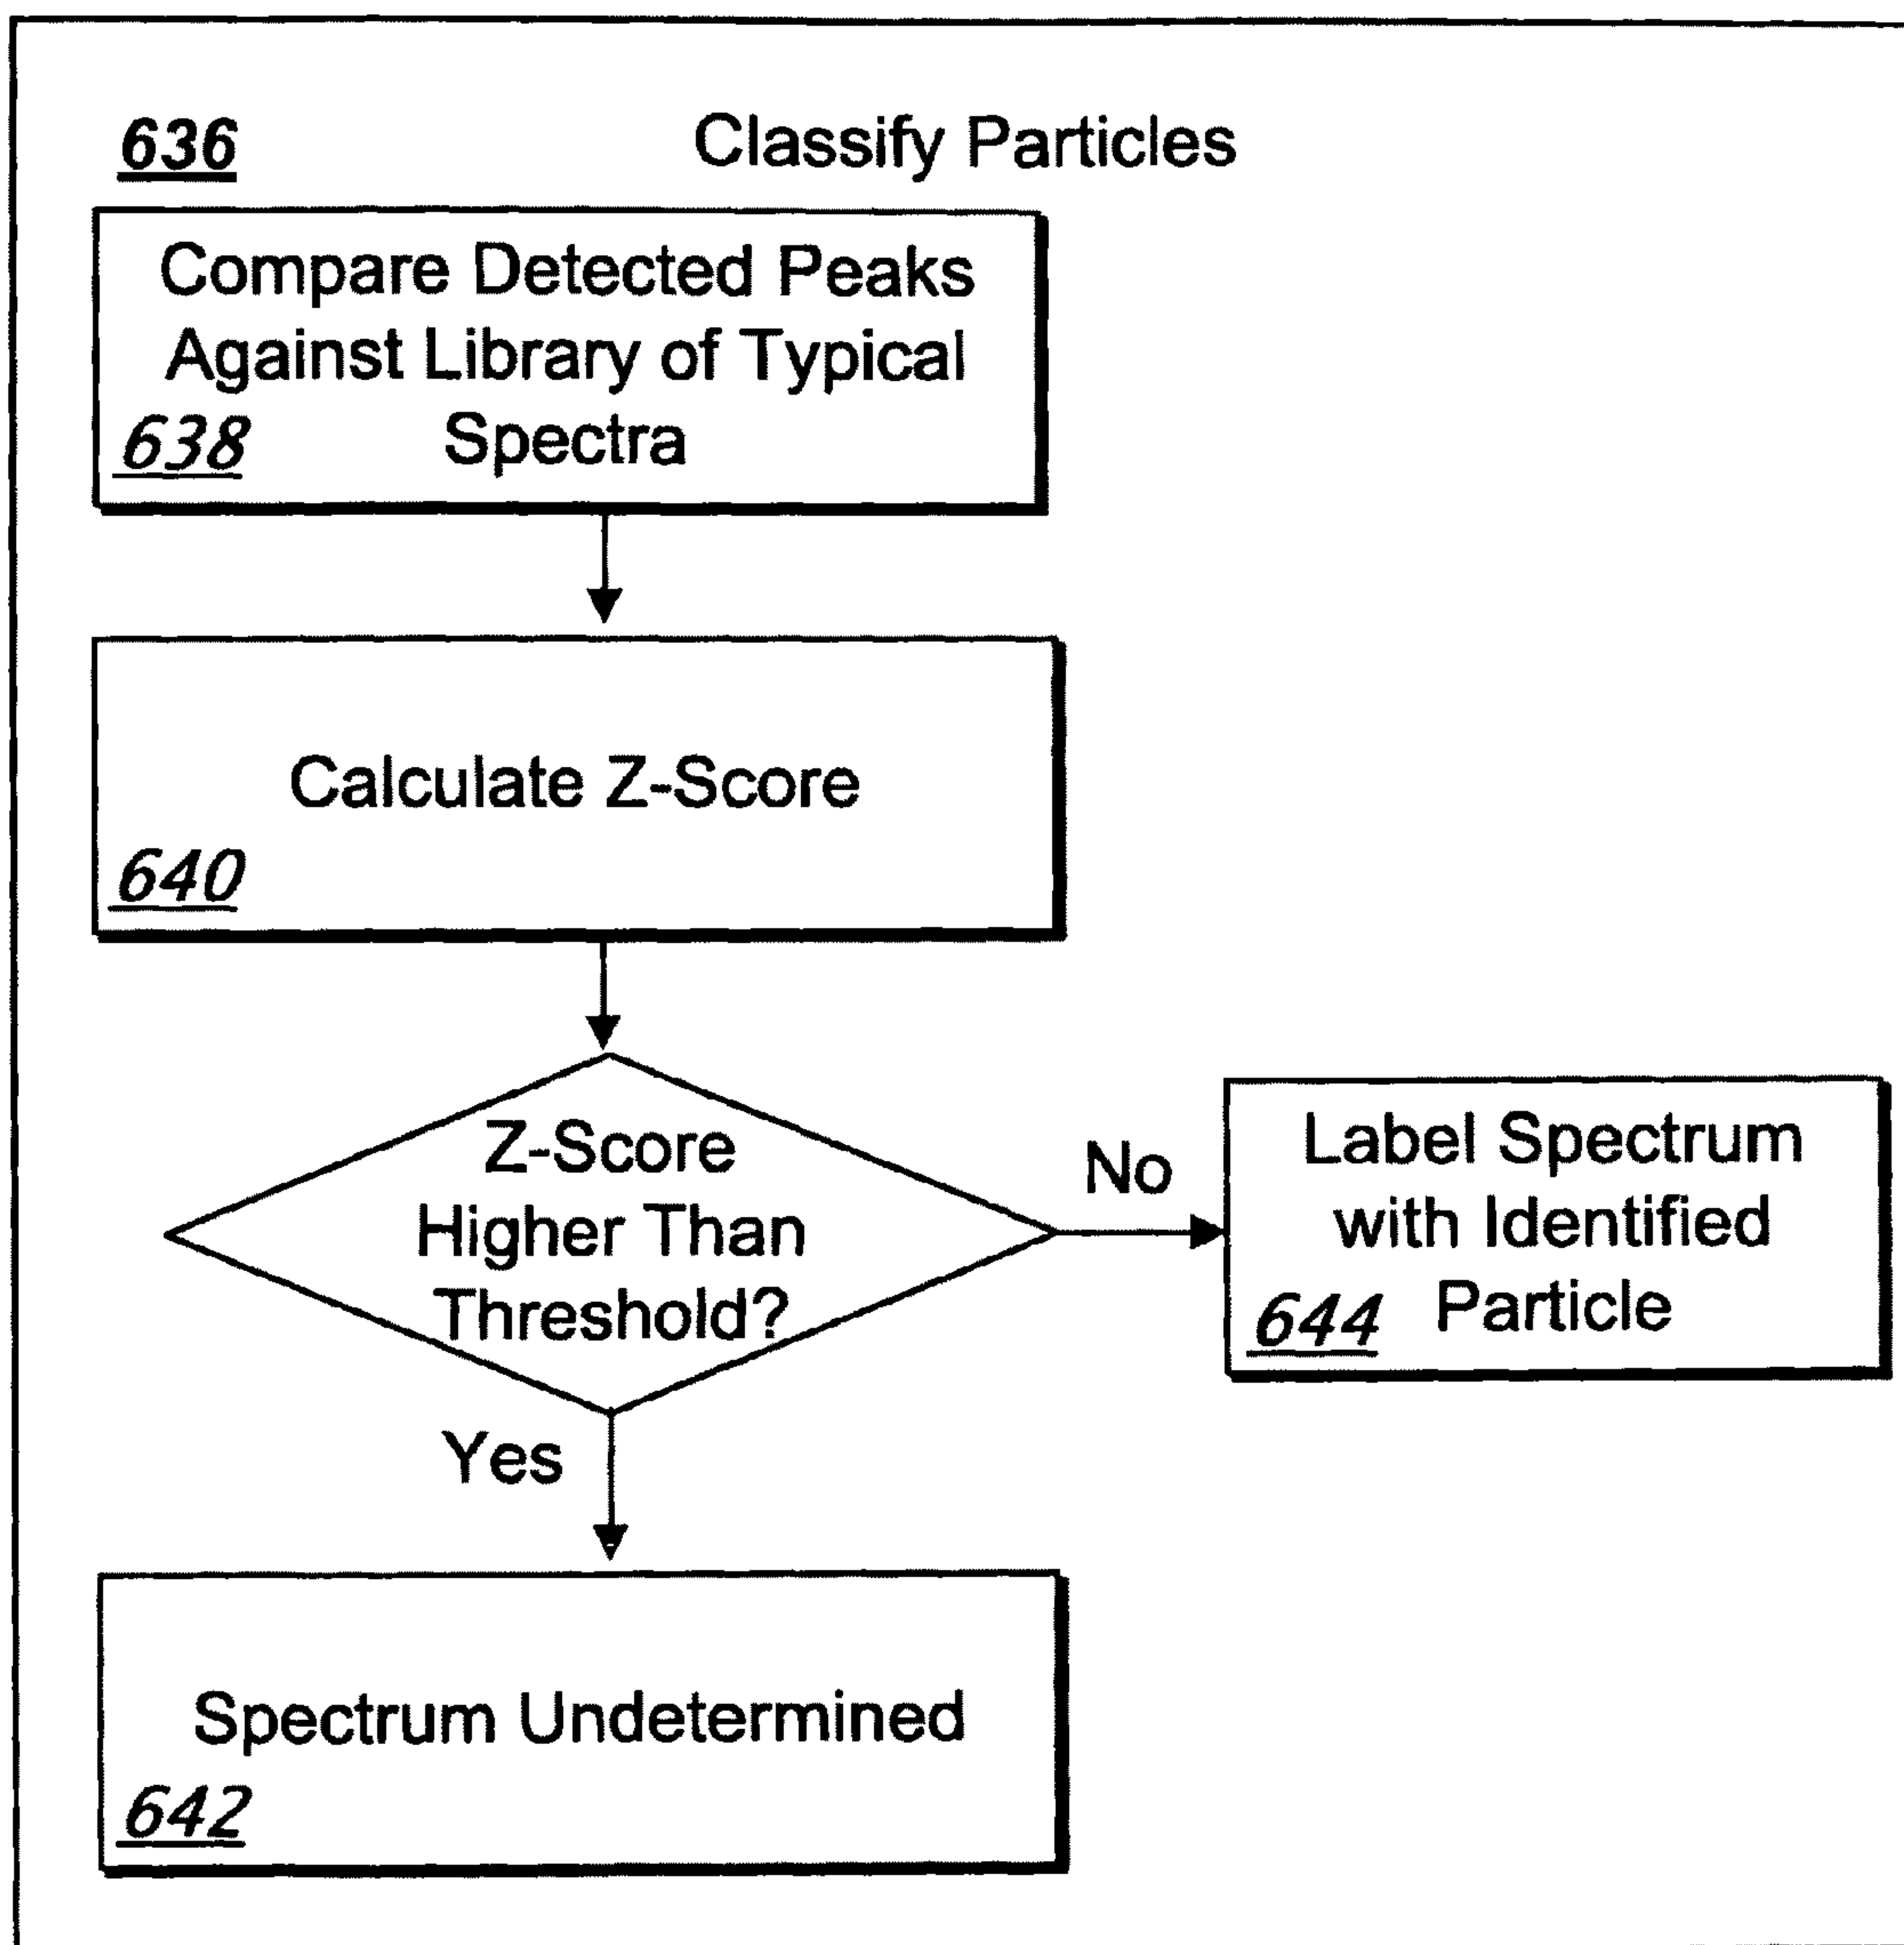 636
Classify Particles
Compare Detected Peaks
Against Library of Typical
Spectra
638
Calculate Z-Score
640
Z-Score
Higher Than
Threshold?
No
Label Spectrum
with Identified
Particle
644
Yes
Spectrum Undetermined
642